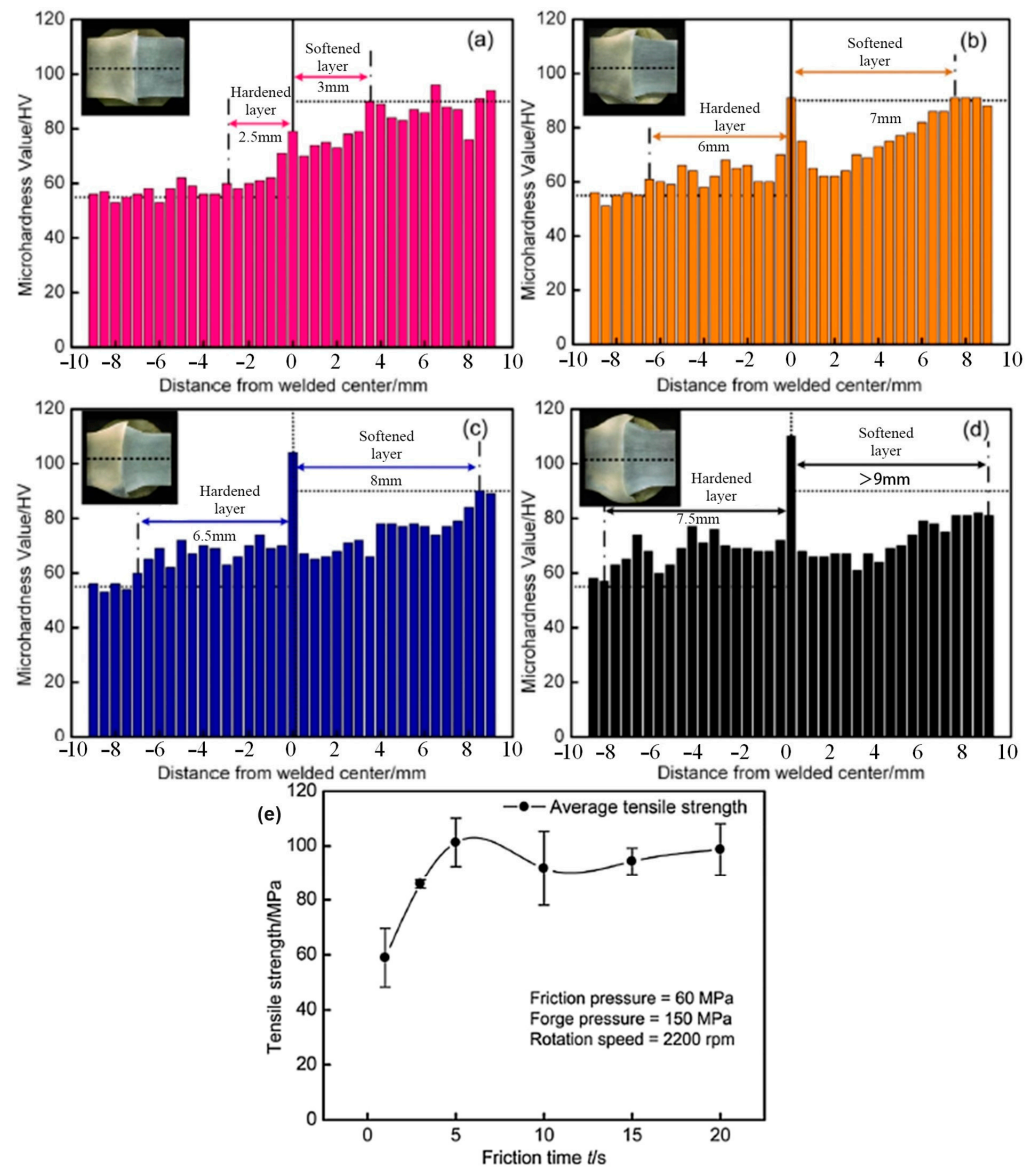 (a)
Softened
layer
3mm
Hardened
layer
2.5mm
Microhardness Value/HV
120
100
80
60
40
20
0
-10 -8 -6 -4 -2 0 2 4 6 8 10
Distance from welded center/mm
(b)
Softened
layer
7mm
Hardened
layer
6mm
Microhardness Value/HV
120
100
80
60
40
20
0
-10 -8 -6 -4 -2 0 2 4 6 8 10
Distance from welded center/mm
(c)
Softened
layer
8mm
Hardened
layer
6.5mm
Microhardness Value/HV
120
100
80
60
40
20
0
-10 -8 -6 -4 -2 0 2 4 6 8 10
Distance from welded center/mm
(d)
Softened
layer
>9mm
Hardened
layer
7.5mm
Microhardness Value/HV
120
100
80
60
40
20
0
-10 -8 -6 -4 -2 0 2 4 6 8 10
Distance from welded center/mm
(e)
Average tensile strength
Tensile strength/MPa
120
100
80
60
40
20
0
Friction pressure = 60 MPa
Forge pressure = 150 MPa
Rotation speed = 2200 rpm
0 5 10 15 20
Friction time t/s